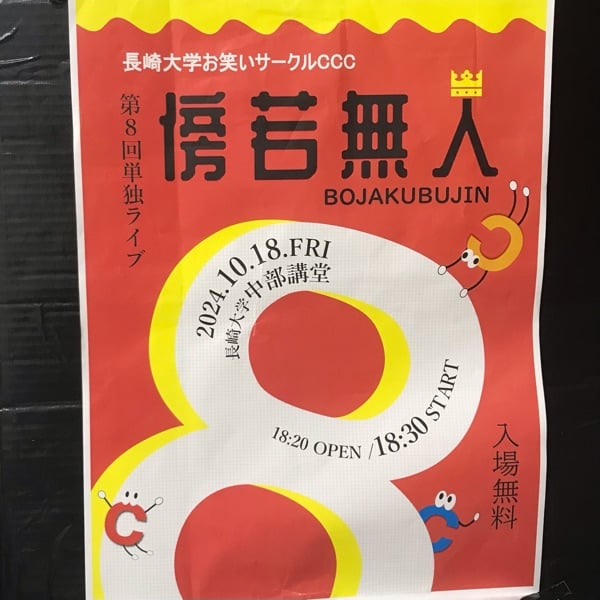 長崎大学お笑いサークルCCC
第8回単独ライブ
傍若無人
BOJAKUBUJIN
2024.10.18.FRI
長崎大学中部講堂
18:20 OPEN /18:30 START
入場無料
C
C
C